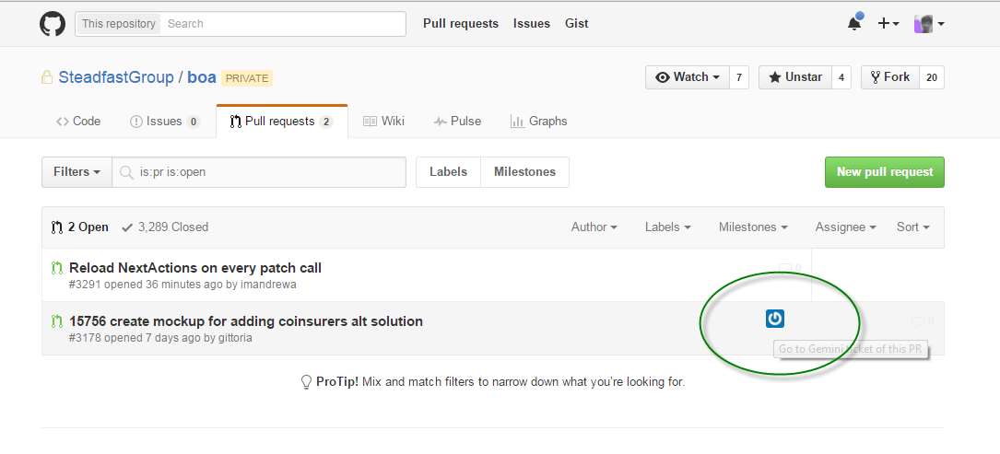 This repository Search Pull requests Issues Gist
SteadfastGroup / boa PRIVATE Watch 7 Unstar 4 Fork 20
Code Issues 0 Pull requests 2 Wiki Pulse Graphs
Filters is:pr is:open Labels Milestones New pull request
2 Open 3,289 Closed Author Labels Milestones Assignee Sort
Reload NextActions on every patch call 0
#3291 opened 36 minutes ago by imandrewa
15756 create mockup for adding coinsurers alt solution 0
#3178 opened 7 days ago by gittoria
Go to Gemini ticket of this PR
ProTip! Mix and match filters to narrow down what you’re looking for.